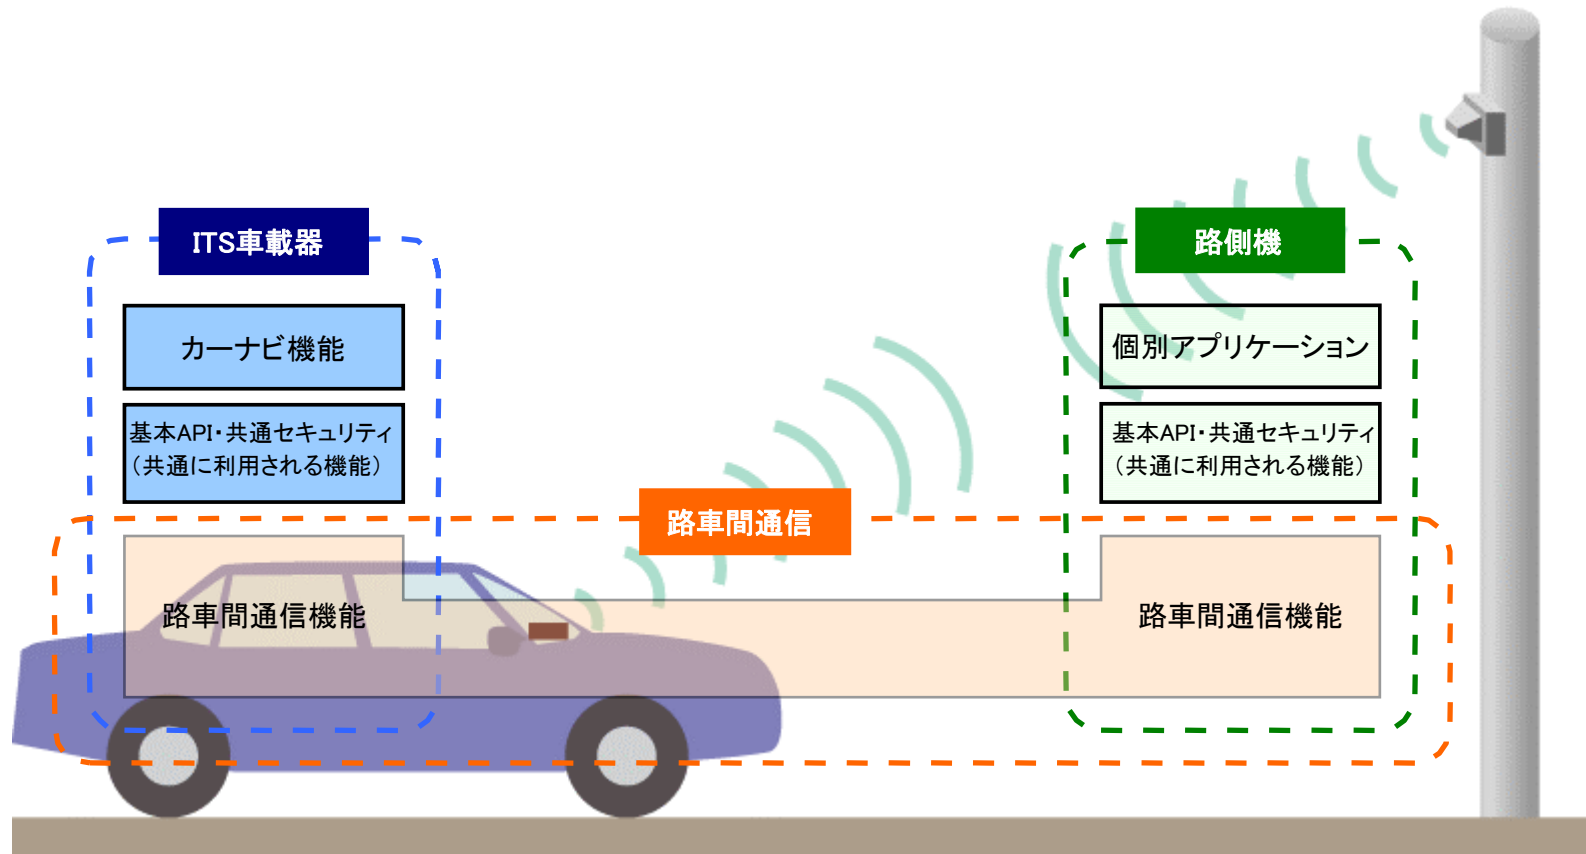 ITS車載器
カーナビ機能
基本API・共通セキュリティ
（共通に利用される機能）
路車間通信機能
路車間通信
路側機
個別アプリケーション
基本API・共通セキュリティ
（共通に利用される機能）
路車間通信機能